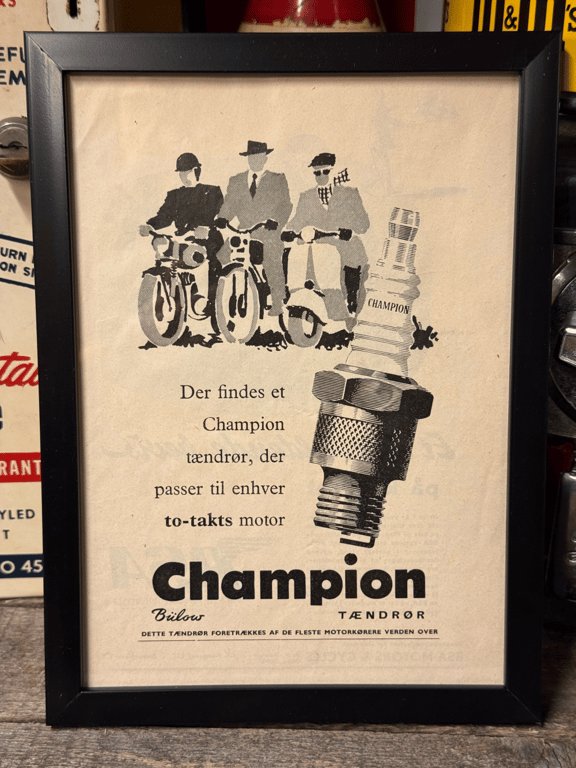 CHAMPION
Der findes et
Champion
tændrør, der
passer til enhver
to-takts motor
Champion
Bülow TÆNDRØR
DETTE TÆNDRØR FORETRÆKKES AF DE FLESTE MOTORKØRERE VERDEN OVER
&
'S